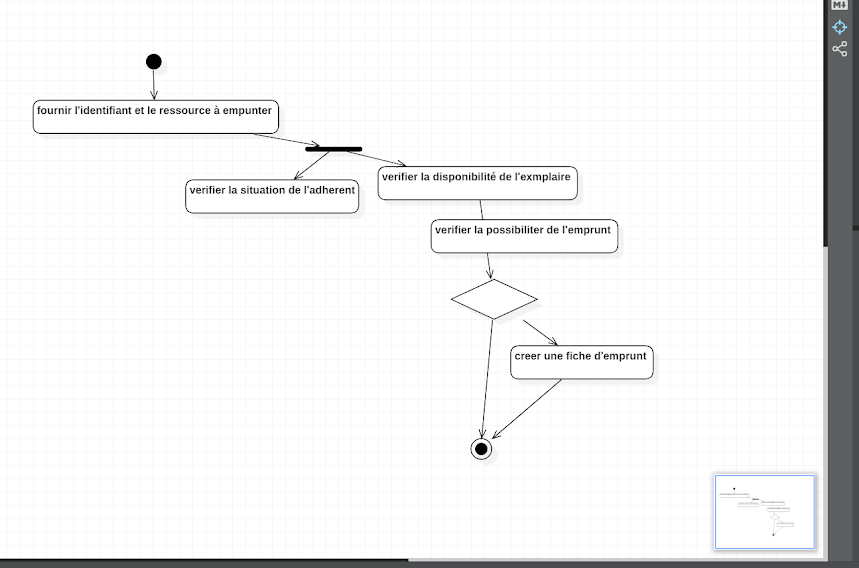 M
fournir l'identifiant et le ressource à empunter
verifier la disponibilité de l'exmplaire
verifier la situation de l'adherent
verifier la possibiliter de l'emprunt
creer une fiche d'emprunt